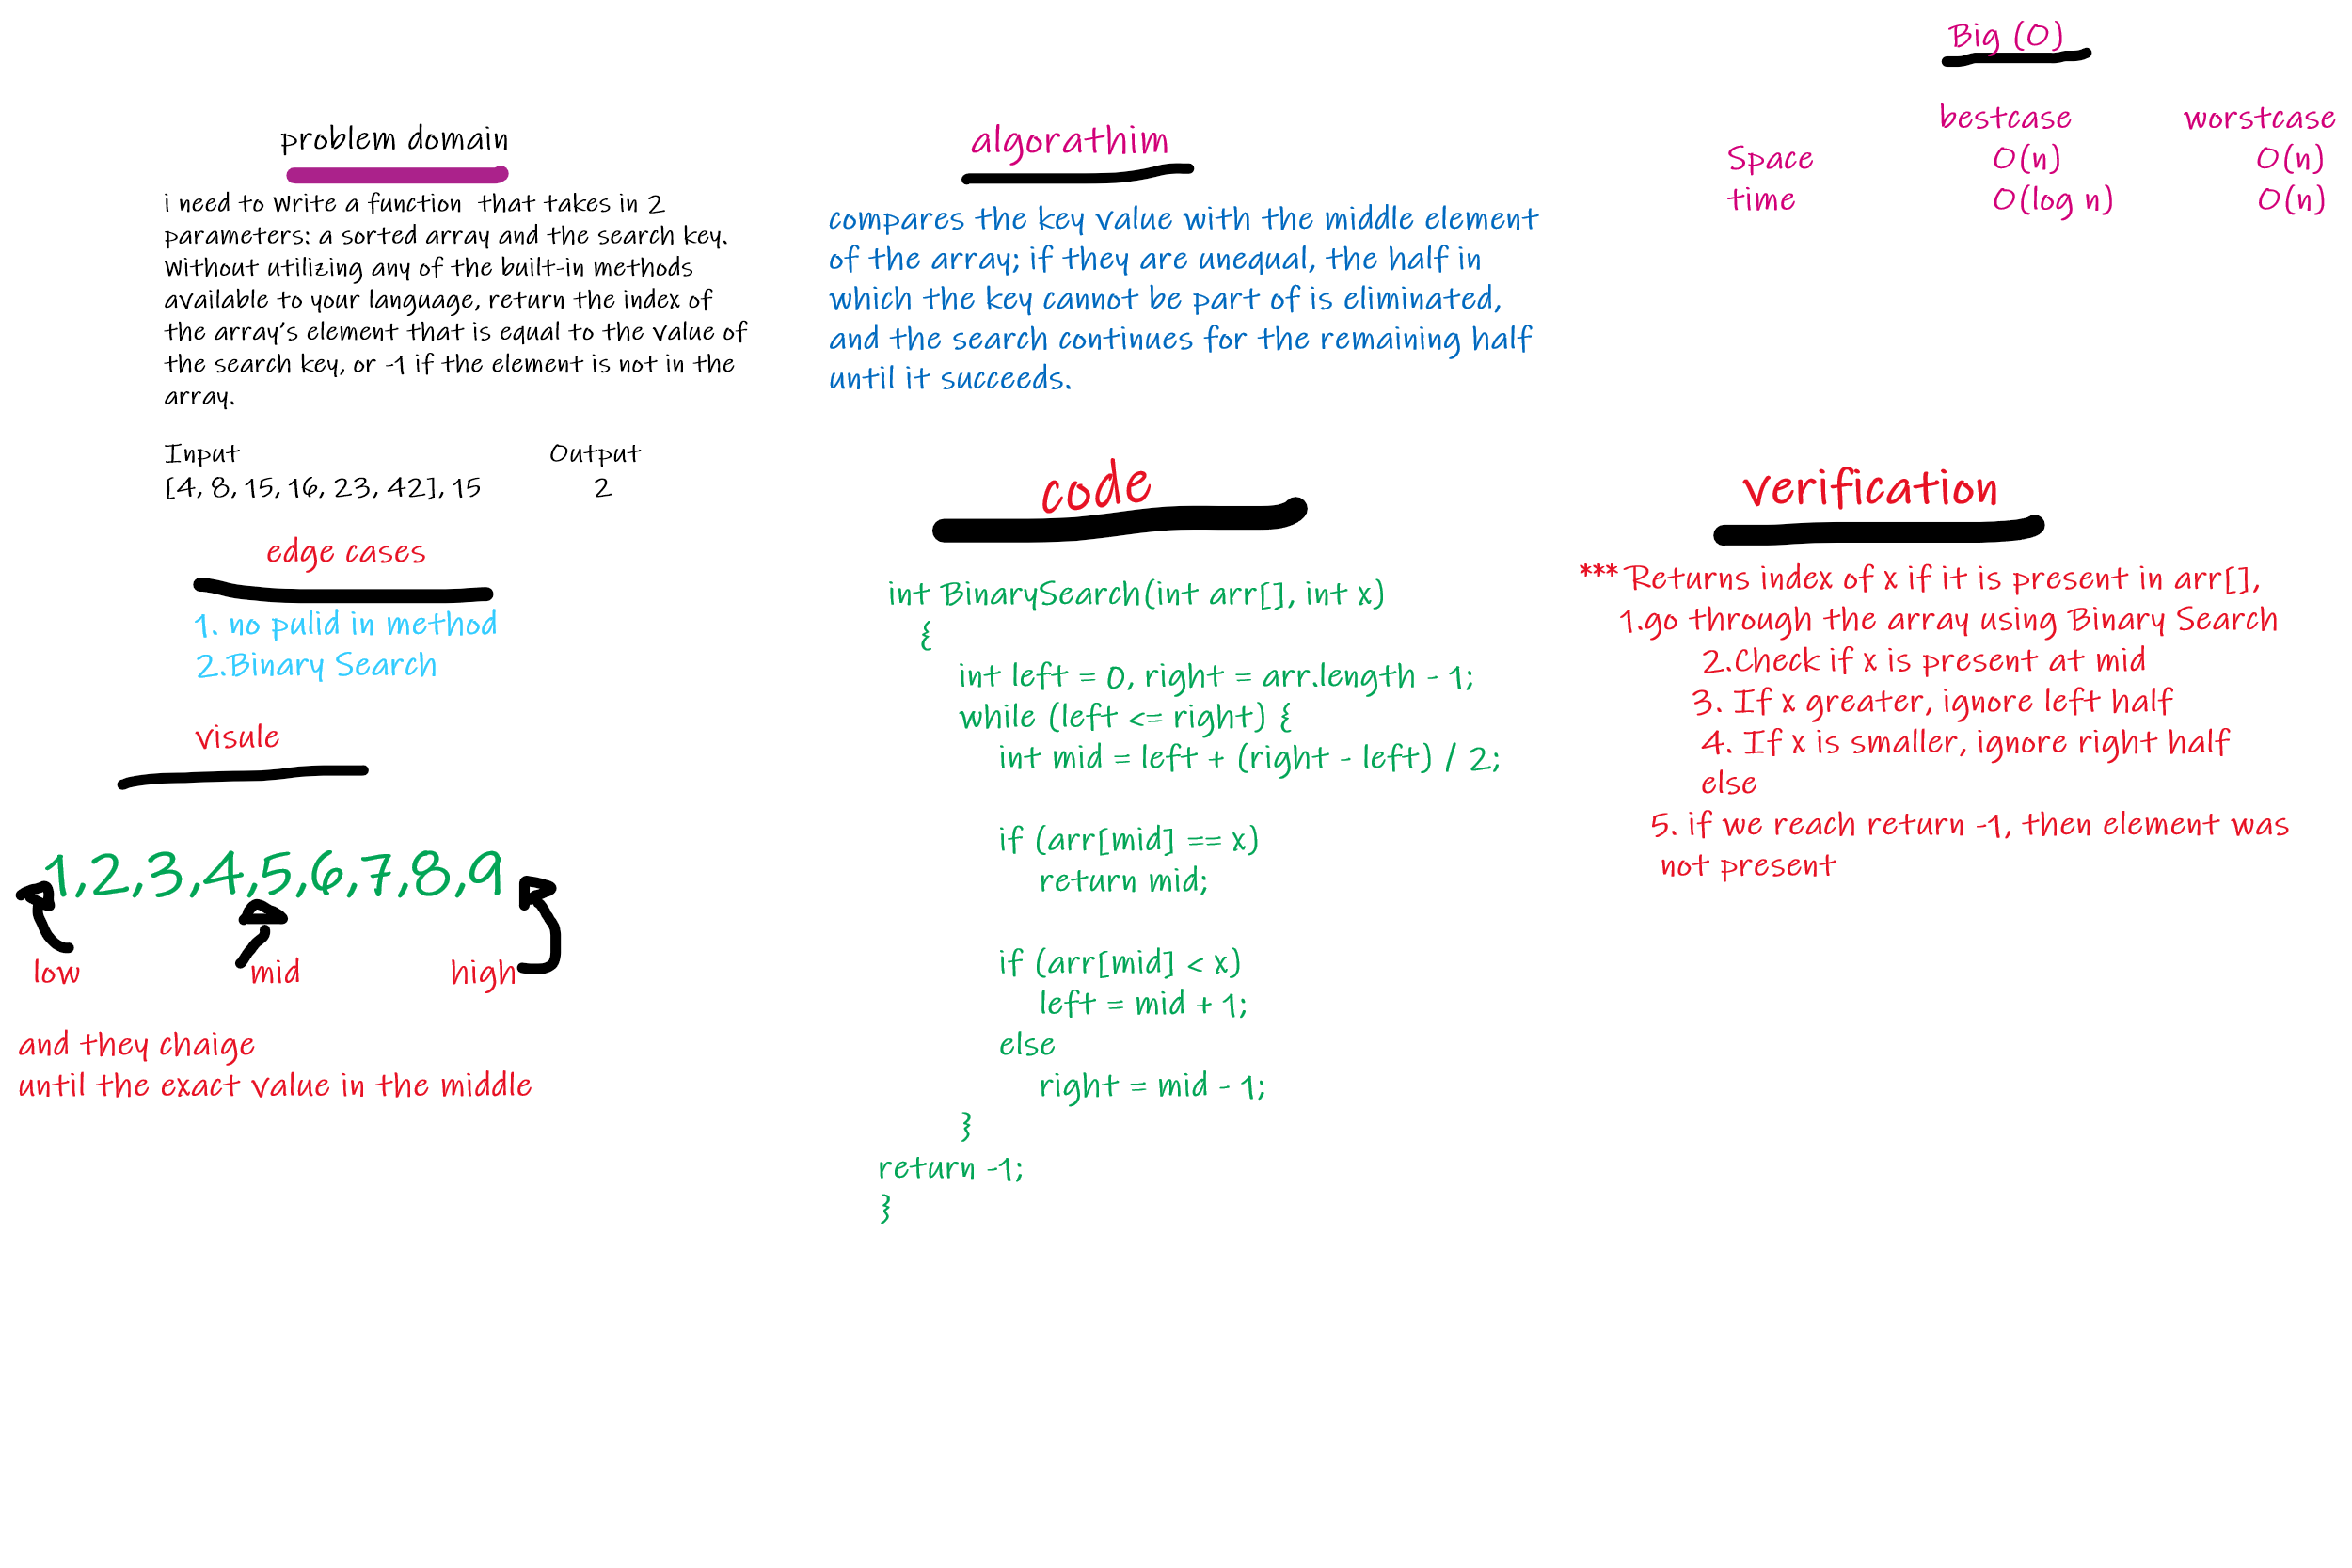 problem domain
i need to write a function that takes in 2
parameters: a sorted array and the search key.
Without utilizing any of the built-in methods
available to your language, return the index of
the array's element that is equal to the value of
the search key, or -1 if the element is not in the
array.
Input Output
[4, 8, 15, 16, 23, 42], 15 2
edge cases
1. no pulid in method
2.Binary Search
visule
1,2,3,4,5,6,7,8,9
low mid high
and they chaige
until the exact value in the middle
algorathim
compares the key value with the middle element
of the array; if they are unequal, the half in
which the key cannot be part of is eliminated,
and the search continues for the remaining half
until it succeeds.
code
int BinarySearch(int arr[], int x)
{
int left = 0, right = arr.length - 1;
while (left <= right) {
int mid = left + (right - left) / 2;
if (arr[mid] == x)
return mid;
if (arr[mid] < x)
left = mid + 1;
else
right = mid - 1;
}
return -1;
}
Big (O)
bestcase worstcase
Space O(n) O(n)
time O(log n) O(n)
verification
*** Returns index of x if it is present in arr[],
1.go through the array using Binary Search
2.Check if x is present at mid
3. If x greater, ignore left half
4. If x is smaller, ignore right half
else
5. if we reach return -1, then element was
not present